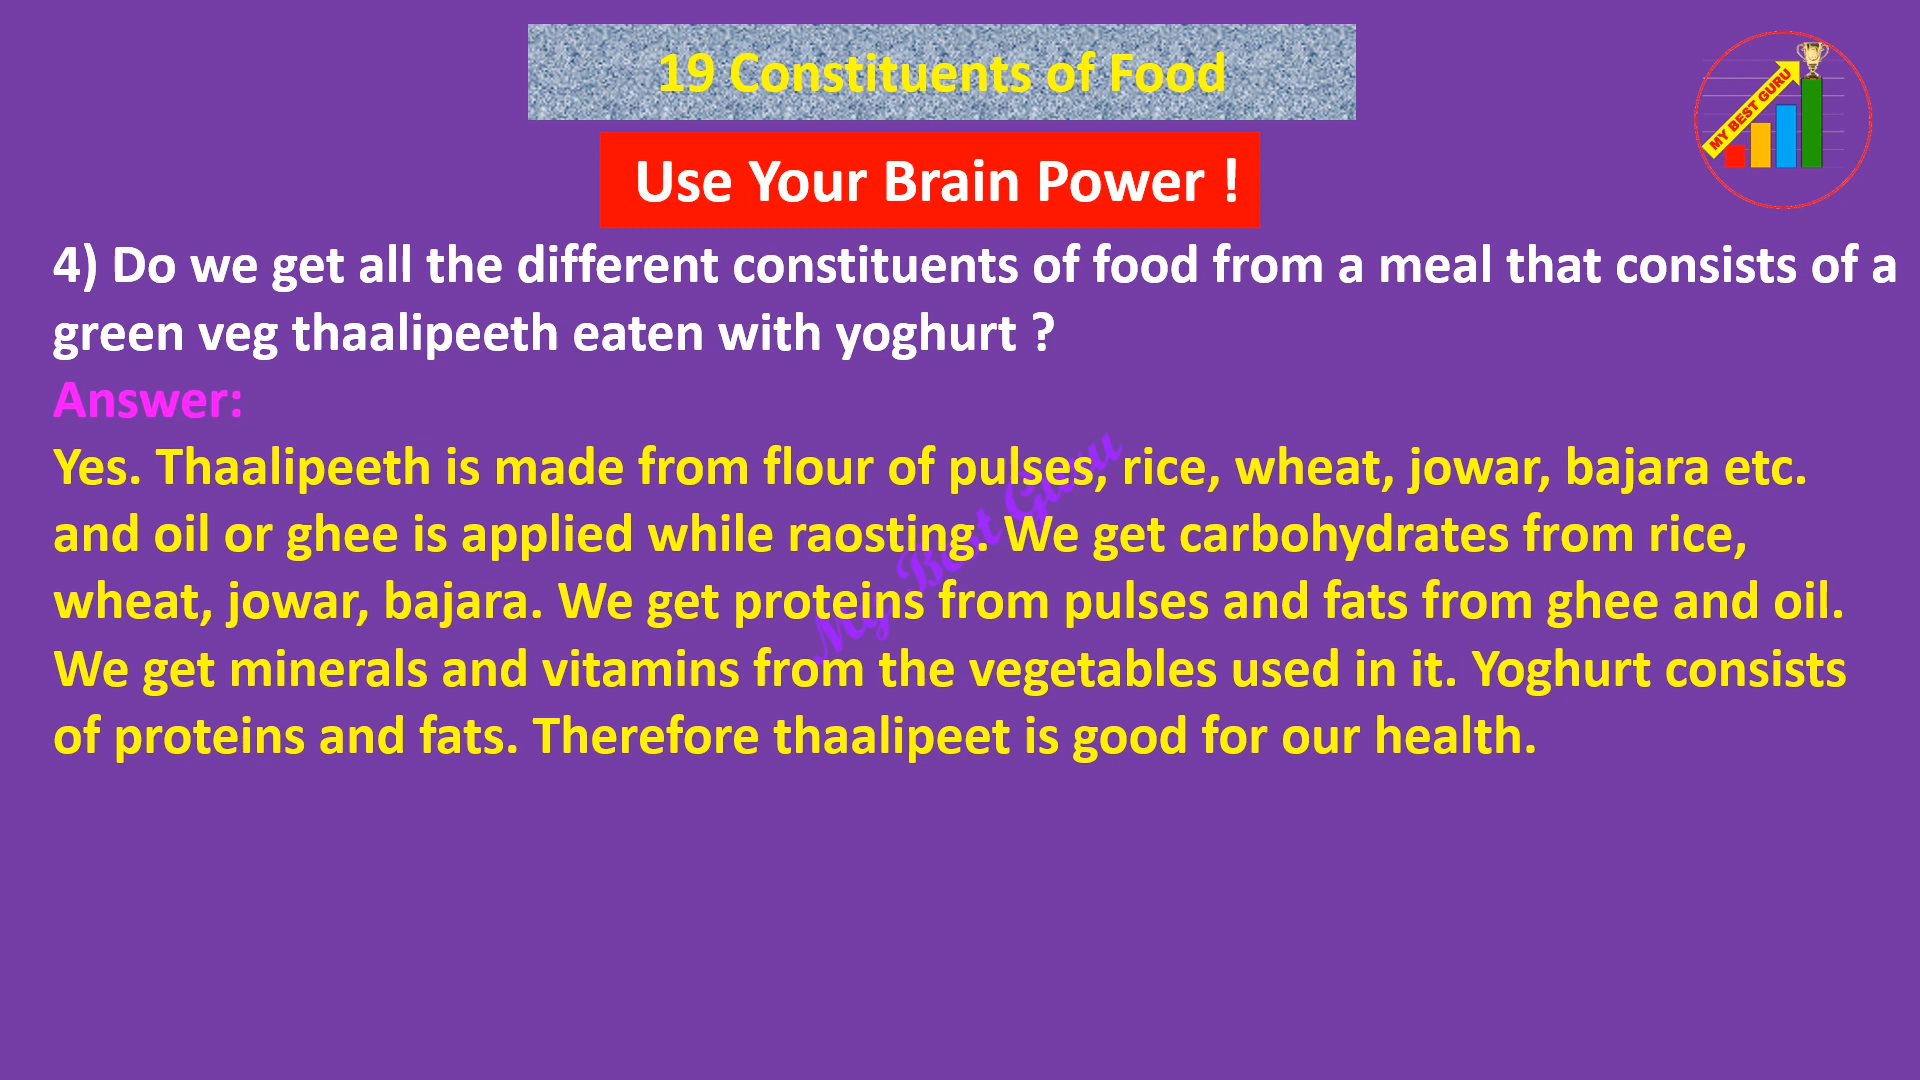 19 Constituents of Food
MY BEST GURU
Use Your Brain Power !
4) Do we get all the different constituents of food from a meal that consists of a
green veg thaalipeeth eaten with yoghurt ?
Answer:
Yes. Thaalipeeth is made from flour of pulses, rice, wheat, jowar, bajara etc.
and oil or ghee is applied while raosting. We get carbohydrates from rice,
wheat, jowar, bajara. We get proteins from pulses and fats from ghee and oil.
We get minerals and vitamins from the vegetables used in it. Yoghurt consists
of proteins and fats. Therefore thaalipeet is good for our health.
My Best Guru